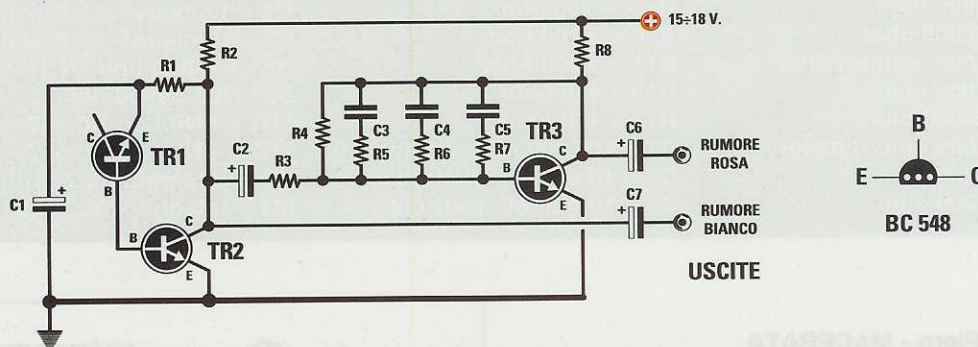 15÷18 V.
R2
R8
R1
C
E
TR1
B
C1
+
C2
+
R3
R4
C3
R5
C4
R6
C5
R7
TR3
B
C
E
C6
+
RUMORE
ROSA
C7
+
RUMORE
BIANCO
B
C
E
TR2
USCITE
B
E
C
BC 548